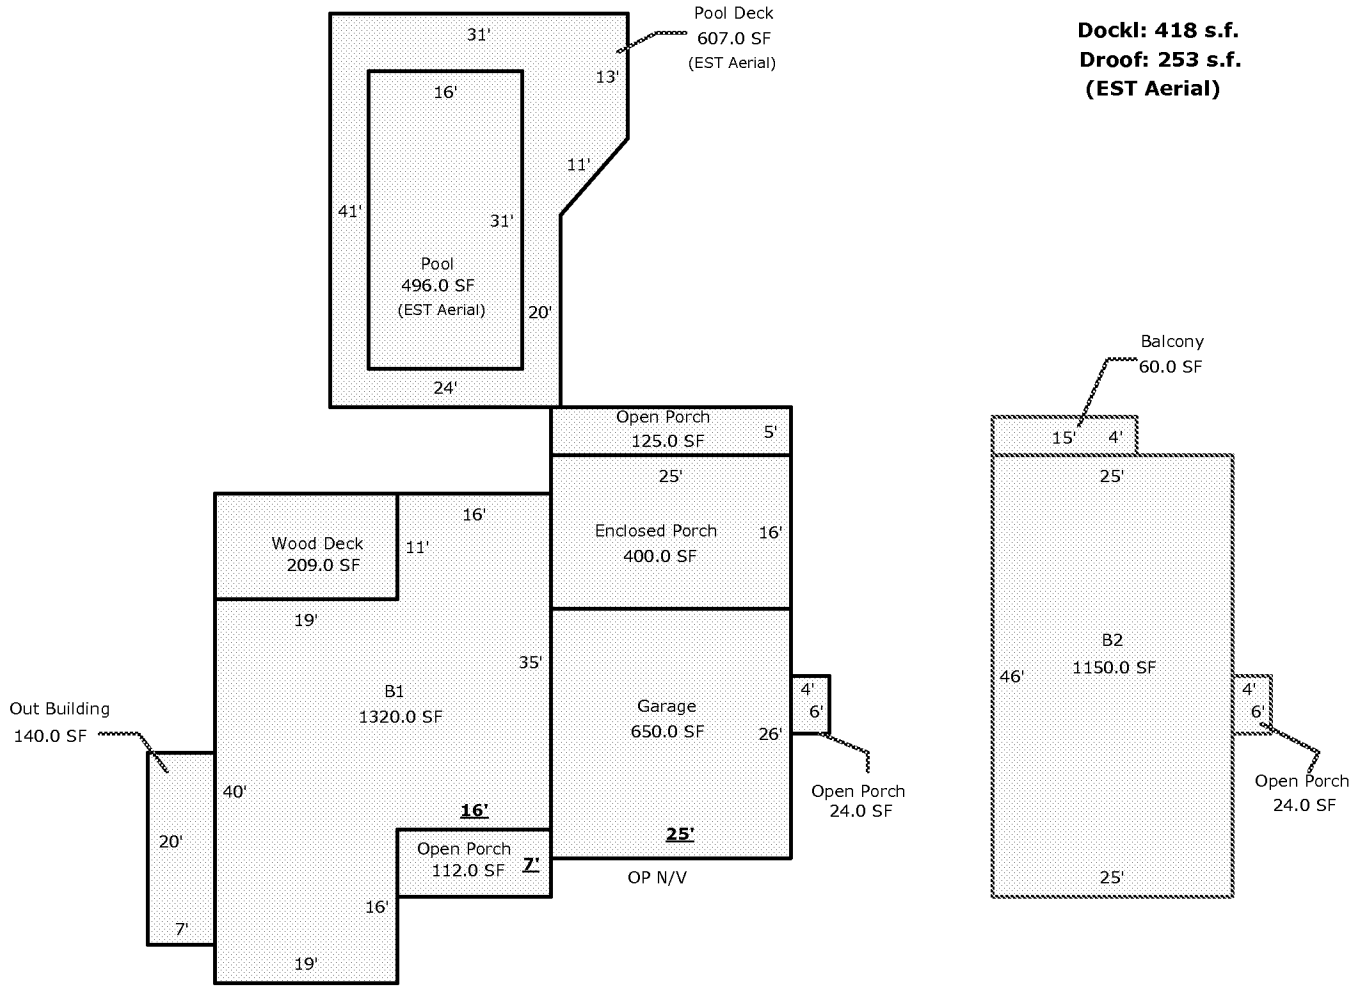 Pool Deck
607.0 SF
(EST Aerial)
Dockl: 418 s.f.
Droof: 253 s.f.
(EST Aerial)
31'
13'
16'
11'
41'
31'
Pool
496.0 SF
(EST Aerial)
20'
24'
Open Porch
125.0 SF
5'
25'
Enclosed Porch
400.0 SF
16'
16'
Wood Deck
209.0 SF
11'
19'
35'
B1
1320.0 SF
Garage
650.0 SF
26'
4'
6'
Open Porch
24.0 SF
Out Building
140.0 SF
40'
20'
7'
16'
Open Porch
112.0 SF
7'
25'
OP N/V
16'
19'
Balcony
60.0 SF
15'
4'
25'
B2
1150.0 SF
46'
4'
6'
Open Porch
24.0 SF
25'